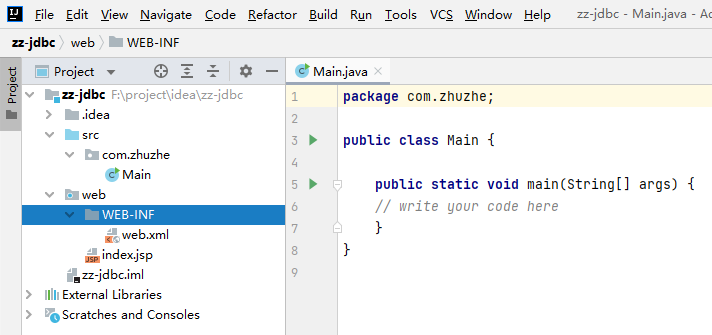 IJ File Edit View Navigate Code Refactor Build Run Tools VCS Window Help zz-jdbc - Main.java - Ad
zz-jdbc web WEB-INF
Project
Project
zz-jdbc F:\project\idea\zz-jdbc
.idea
src
com.zhuzhe
Main
web
WEB-INF
web.xml
index.jsp
zz-jdbc.iml
External Libraries
Scratches and Consoles
Main.java
1 package com.zhuzhe;
2
3 public class Main {
4
5 public static void main(String[] args) {
6 // write your code here
7 }
8 }
9